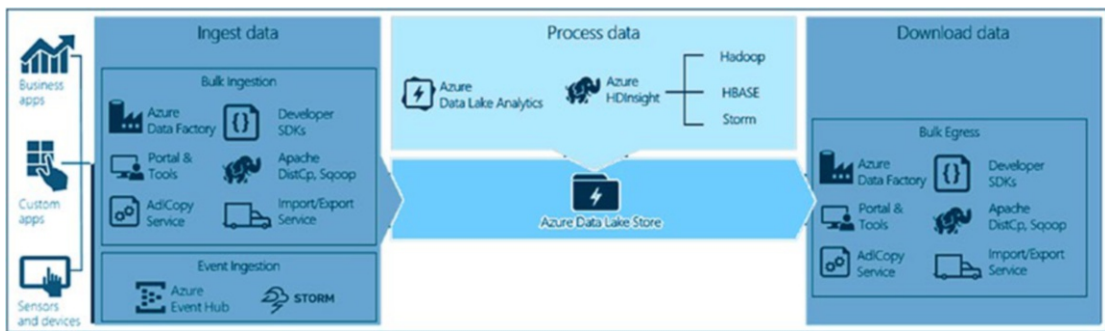 Business
apps
Custom
apps
Sensors
and devices
Ingest data
Bulk Ingestion
Azure
Data Factory
Developer
SDKs
Portal &
Tools
Apache
DistCp, Sqoop
AdlCopy
Service
Import/Export
Service
Event Ingestion
Azure
Event Hub
STORM
Process data
Azure
Data Lake Analytics
Azure
HDInsight
Hadoop
HBASE
Storm
Azure Data Lake Store
Download data
Bulk Egress
Azure
Data Factory
Developer
SDKs
Portal &
Tools
Apache
DistCp, Sqoop
AdlCopy
Service
Import/Export
Service